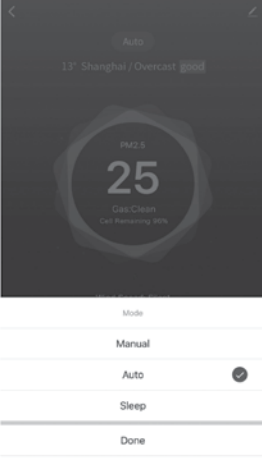 Auto
13° Shanghai / Overcast good
PM2.5
25
Gas:Clean
Cell Remaining 96%
Mode
Manual
Auto
Sleep
Done